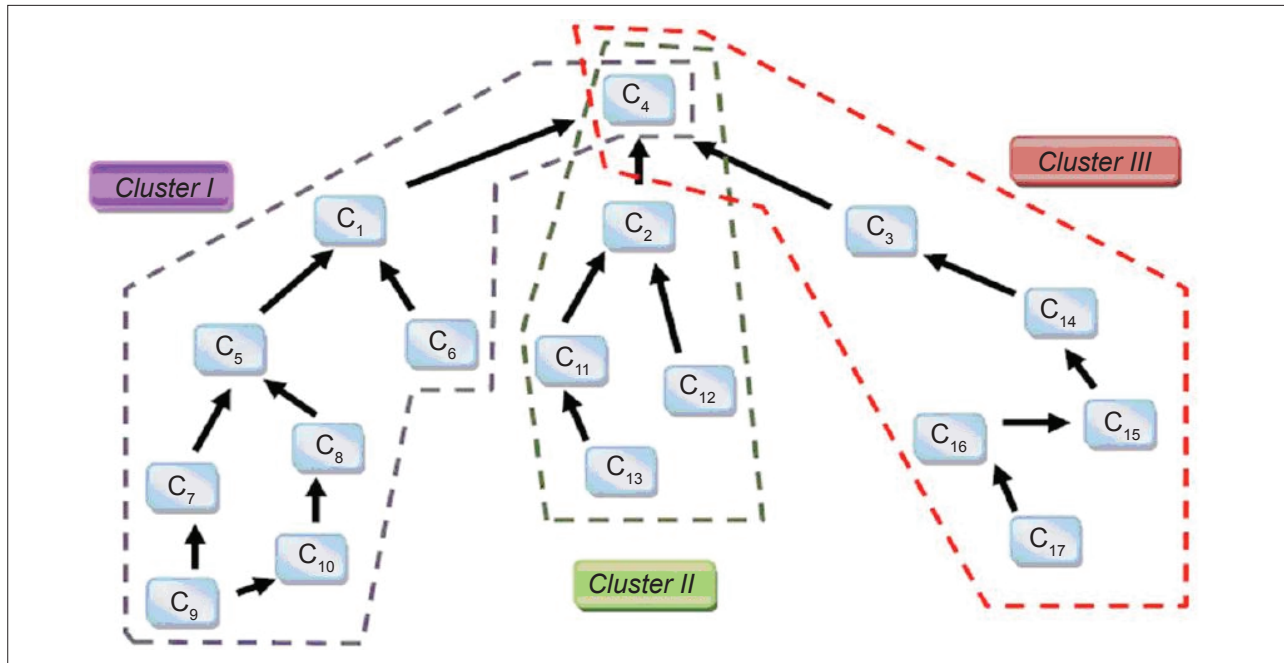 C₄
Cluster I
Cluster III
C₁
C₂
C₃
C₁₄
C₅
C₆
C₁₁
C₁₂
C₁₆
C₁₅
C₈
C₁₃
C₇
C₁₀
C₁₇
Cluster II
C₉